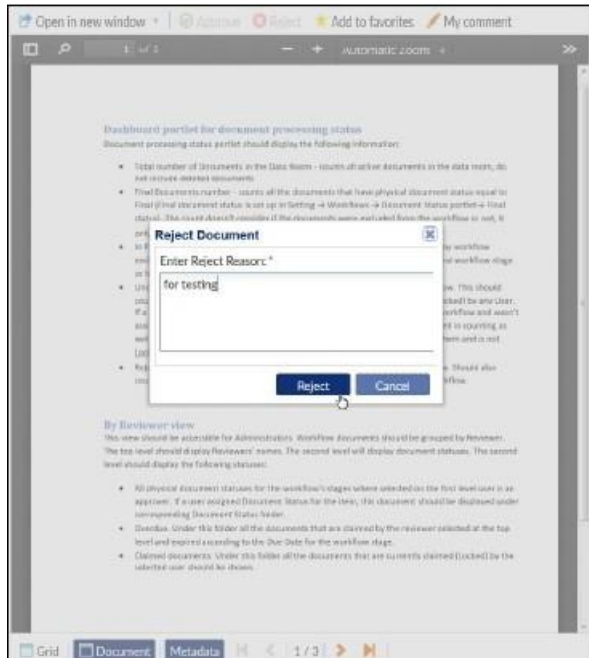 Open in new window Approve Reject Add to favorites My comment
1 of 1 Automatic Zoom
Dashboard portlet for document processing status
Document processing status portlet should display the following information:
Total number of Documents in the Data Room - counts all active documents in the data room, do
not include deleted documents
Final Documents number - counts all the documents that have physical document status equal to
Final (Final document status is set up in Setting → Workflows → Document Status portlet → Final
status). The count doesn't consider if the documents were excluded from the workflow or not, it
Reject Document
Enter Reject Reason: *
for testing
Reject Cancel
By Reviewer view
This view should be accessible for Administrators. Workflow documents should be grouped by Reviewer.
The top level should display Reviewers' names. The second level will display document statuses. The second
level should display the following statuses:
All physical document statuses for the workflow's stages where selected on the first level user is an
approver. If a user assigned Document Status for the item, this document should be displayed under
corresponding Document Status folder.
Overdue. Under this folder all the documents that are claimed by the reviewer selected at the top
level and expired according to the Due Date for the workflow stage.
Claimed documents. Under this folder all the documents that are currently claimed (Locked) by the
selected user should be shown.
Grid Document Metadata 1 / 3